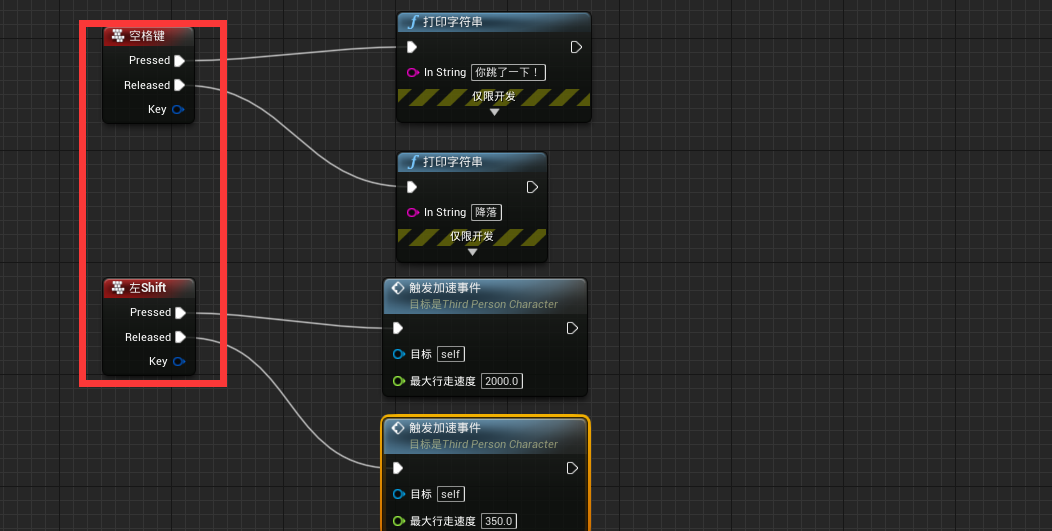 空格键
Pressed
Released
Key
f 打印字符串
In String 你跳了一下！
仅限开发
f 打印字符串
In String 降落
仅限开发
左Shift
Pressed
Released
Key
触发加速事件
目标是Third Person Character
目标 self
最大行走速度 2000.0
触发加速事件
目标是Third Person Character
目标 self
最大行走速度 350.0